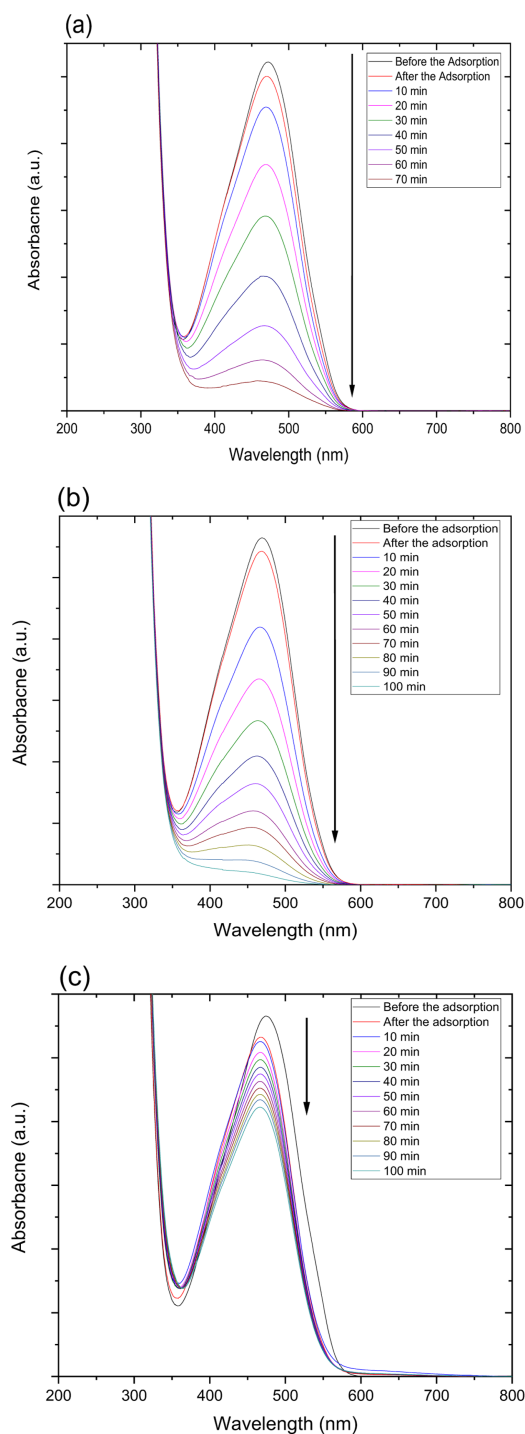 (a)
Before the Adsorption
After the Adsorption
10 min
20 min
30 min
40 min
50 min
60 min
70 min
Absorbacne (a.u.)
200 300 400 500 600 700 800
Wavelength (nm)
(b)
Before the adsorption
After the adsorption
10 min
20 min
30 min
40 min
50 min
60 min
70 min
80 min
90 min
100 min
Absorbacne (a.u.)
200 300 400 500 600 700 800
Wavelength (nm)
(c)
Before the adsorption
After the adsorption
10 min
20 min
30 min
40 min
50 min
60 min
70 min
80 min
90 min
100 min
Absorbacne (a.u.)
200 300 400 500 600 700 800
Wavelength (nm)